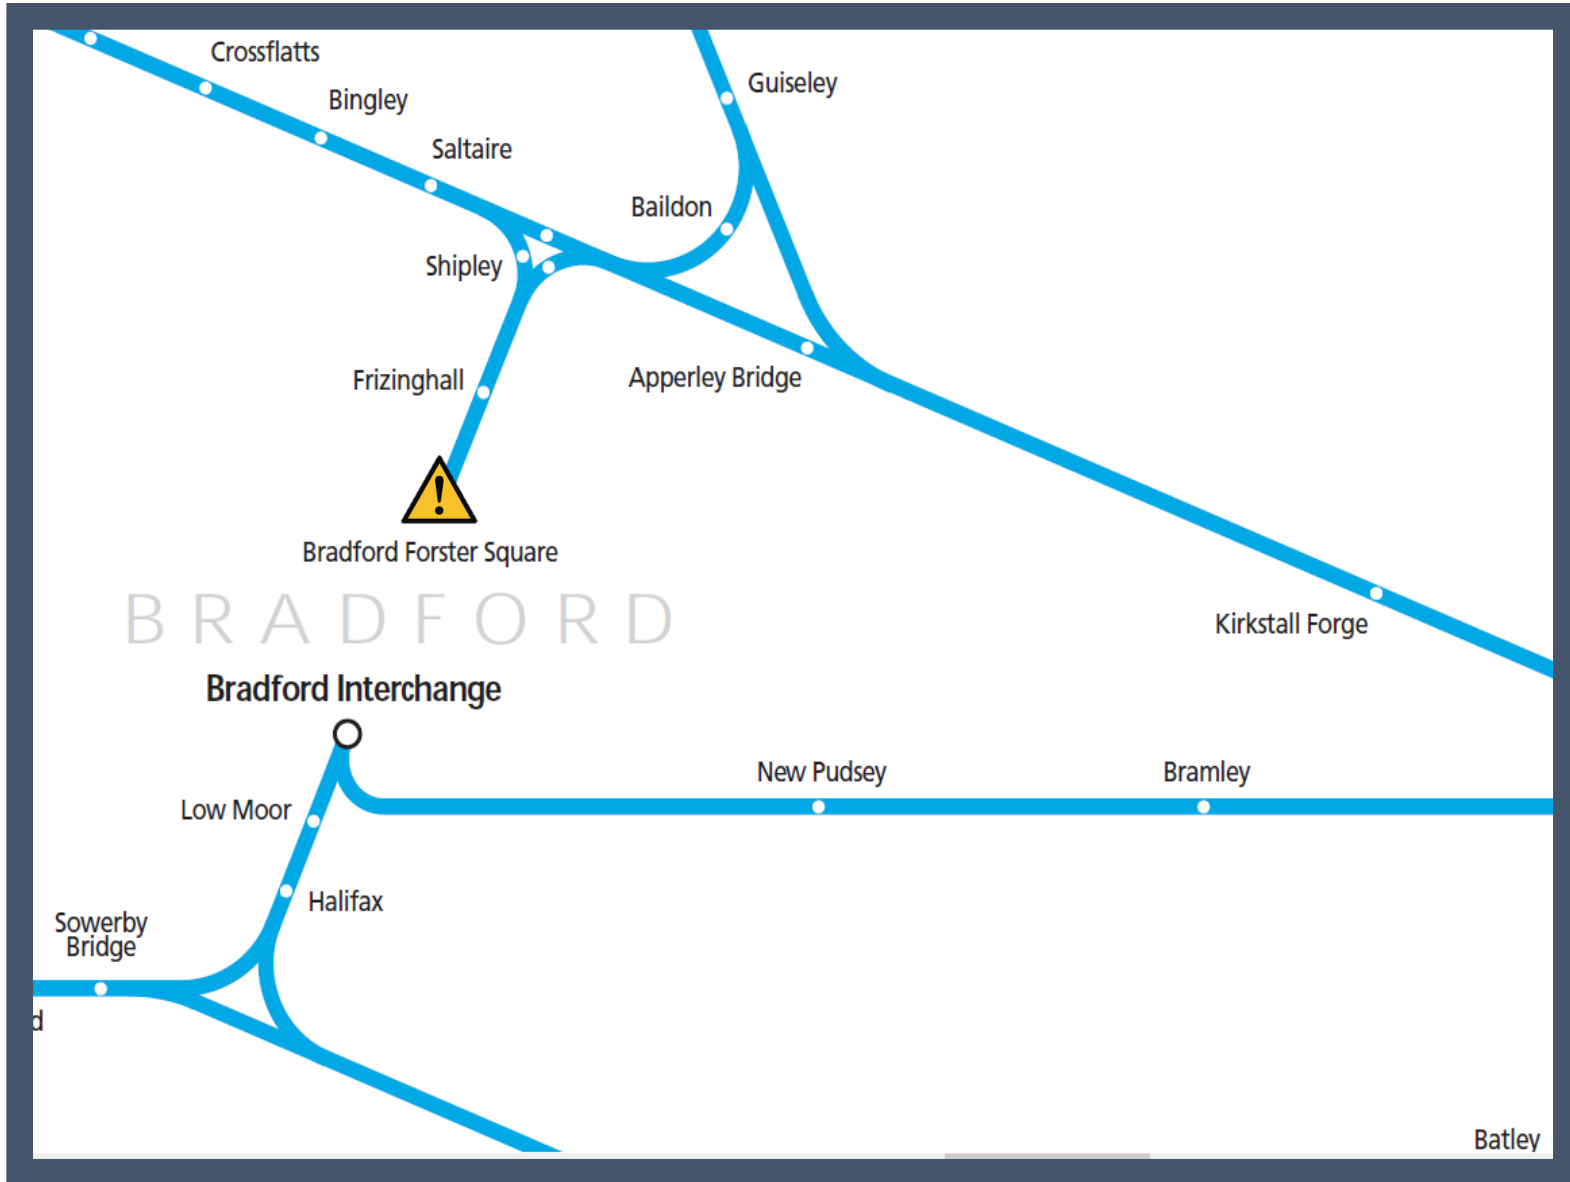 Crossflatts
Guiseley
Bingley
Saltaire
Baildon
Shipley
Apperley Bridge
Frizinghall
!
Bradford Forster Square
BRADFORD
Kirkstall Forge
Bradford Interchange
New Pudsey
Bramley
Low Moor
Halifax
Sowerby
Bridge
d
Batley